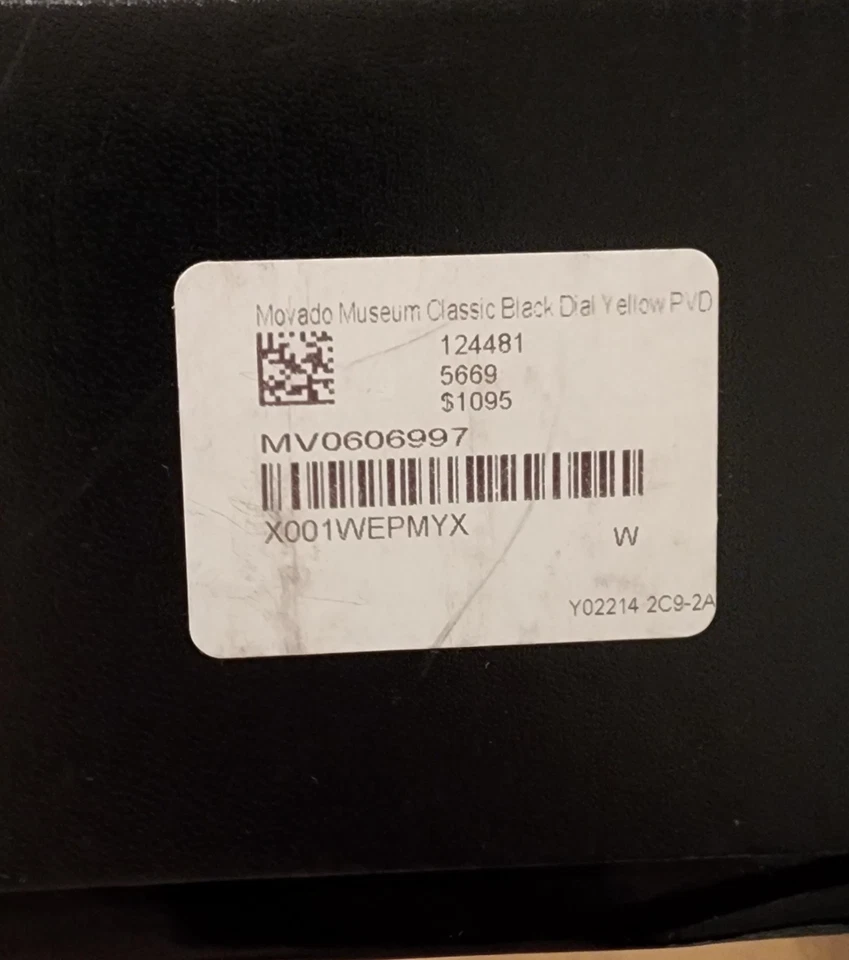 Movado Museum Classic Black Dial Yellow PVD
124481
5669
$1095
MV0606997
X001WEPMYX
W
Y02214 2C9-2A